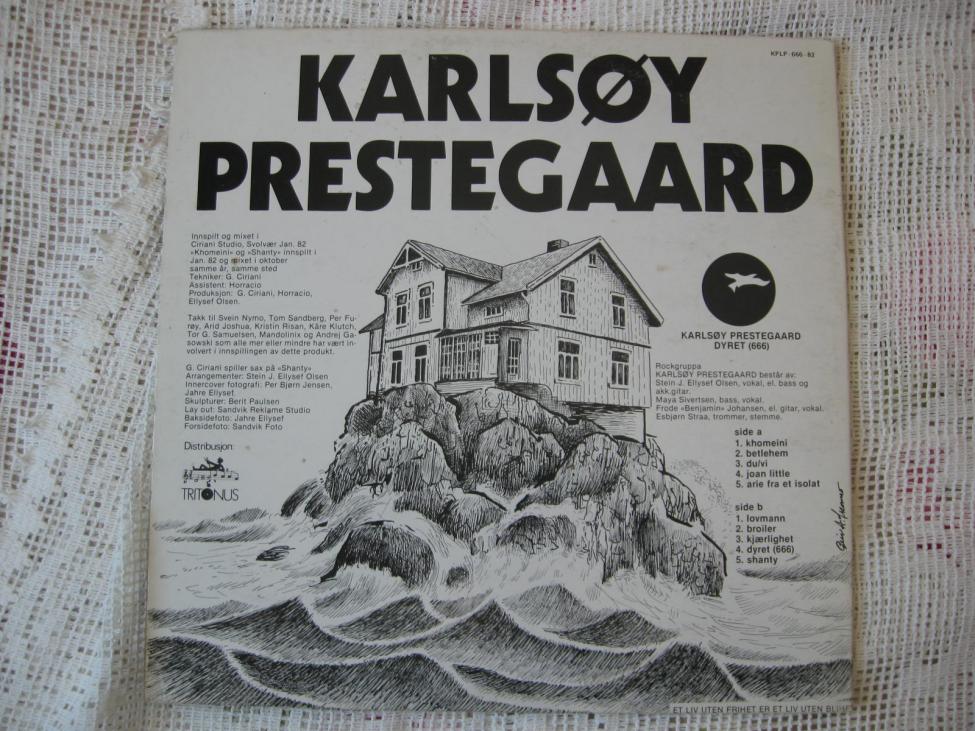 KARLSØY
PRESTEGAARD
KPLP 666 82
Innspilt og mixet i
Ciriani Studio, Svolvær Jan. 82
»Khomeini» og »Shanty» innspilt i
Jan. 82 og mixet i oktober
samme år, samme sted
Tekniker: G. Ciriani
Assistent: Horracio
Produksjon: G. Ciriani, Horracio,
Ellysef Olsen.
Takk til Svein Nymo, Tom Sandberg, Per Fu-
røy, Arid Joshua, Kristin Risan, Kåre Klutch,
Tor G. Samuelsen, Mandolinix og Andrej Ga-
sowski som alle mer eller mindre har vært in-
volvert i innspillingen av dette produkt.
G. Ciriani spiller sax på «Shanty»
Arrangementer: Stein J. Ellysef Olsen
Innercover fotografi: Per Bjørn Jensen,
Jahre Ellysef.
Skulpturer: Berit Paulsen
Lay out: Sandvik Reklame Studio
Baksidefoto: Jahre Ellysef
Forsidefoto: Sandvik Foto
Distribusjon:
TRITONUS
KARLSØY PRESTEGAARD
DYRET (666)
Rockgruppa
KARLSØY PRESTEGAARD består av:
Stein J. Ellysef Olsen, vokal, el. bass og
akk.gitar.
Maya Sivertsen, bass, vokal.
Frode »Benjamin» Johansen, el. gitar, vokal.
Esbjørn Straa, trommer, stemme.
side a
1. khomeini
2. betlehem
3. du/vi
4. joan little
5. arie fra et isolat
side b
1. lovmann
2. broiler
3. kjærlighet
4. dyret (666)
5. shanty
ET LIV UTEN FRIHET ER ET LIV UTEN